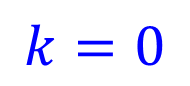 k = 0